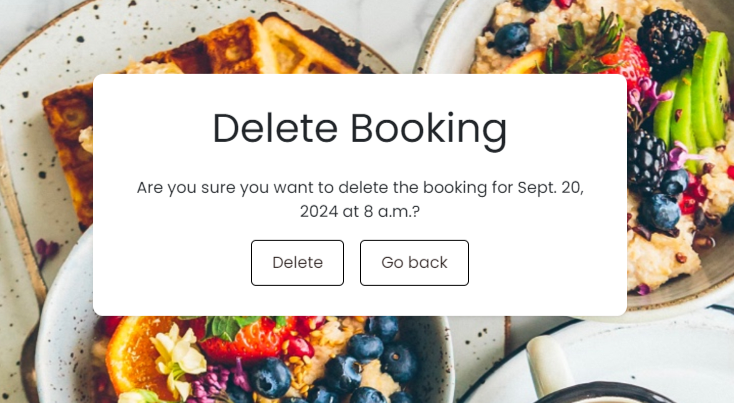 Delete Booking
Are you sure you want to delete the booking for Sept. 20,
2024 at 8 a.m.?
Delete
Go back